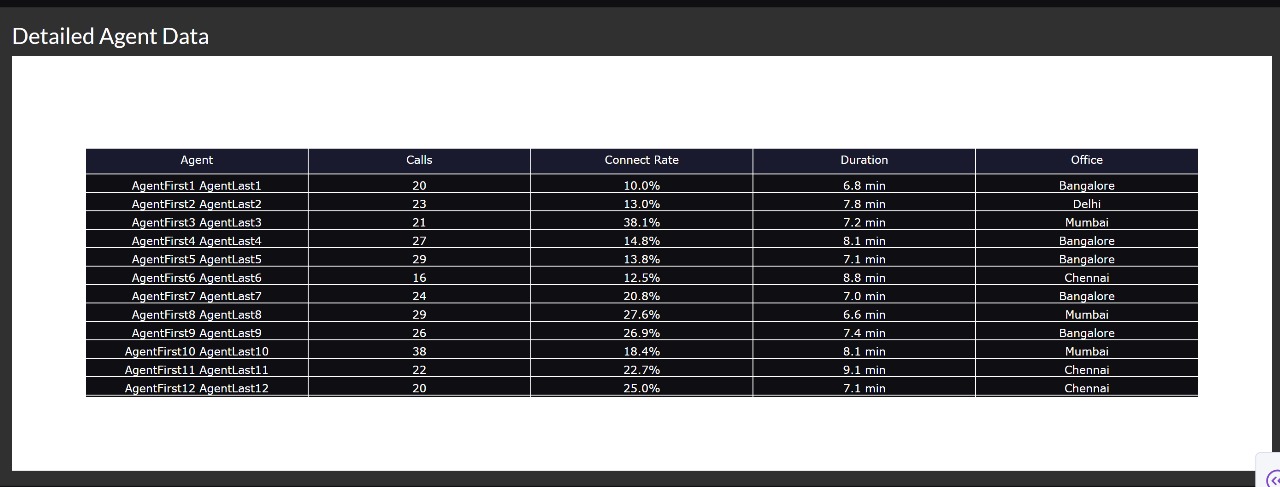 Detailed Agent Data
Agent Calls Connect Rate Duration Office
AgentFirst1 AgentLast1 20 10.0% 6.8 min Bangalore
AgentFirst2 AgentLast2 23 13.0% 7.8 min Delhi
AgentFirst3 AgentLast3 21 38.1% 7.2 min Mumbai
AgentFirst4 AgentLast4 27 14.8% 8.1 min Bangalore
AgentFirst5 AgentLast5 29 13.8% 7.1 min Bangalore
AgentFirst6 AgentLast6 16 12.5% 8.8 min Chennai
AgentFirst7 AgentLast7 24 20.8% 7.0 min Bangalore
AgentFirst8 AgentLast8 29 27.6% 6.6 min Mumbai
AgentFirst9 AgentLast9 26 26.9% 7.4 min Bangalore
AgentFirst10 AgentLast10 38 18.4% 8.1 min Mumbai
AgentFirst11 AgentLast11 22 22.7% 9.1 min Chennai
AgentFirst12 AgentLast12 20 25.0% 7.1 min Chennai